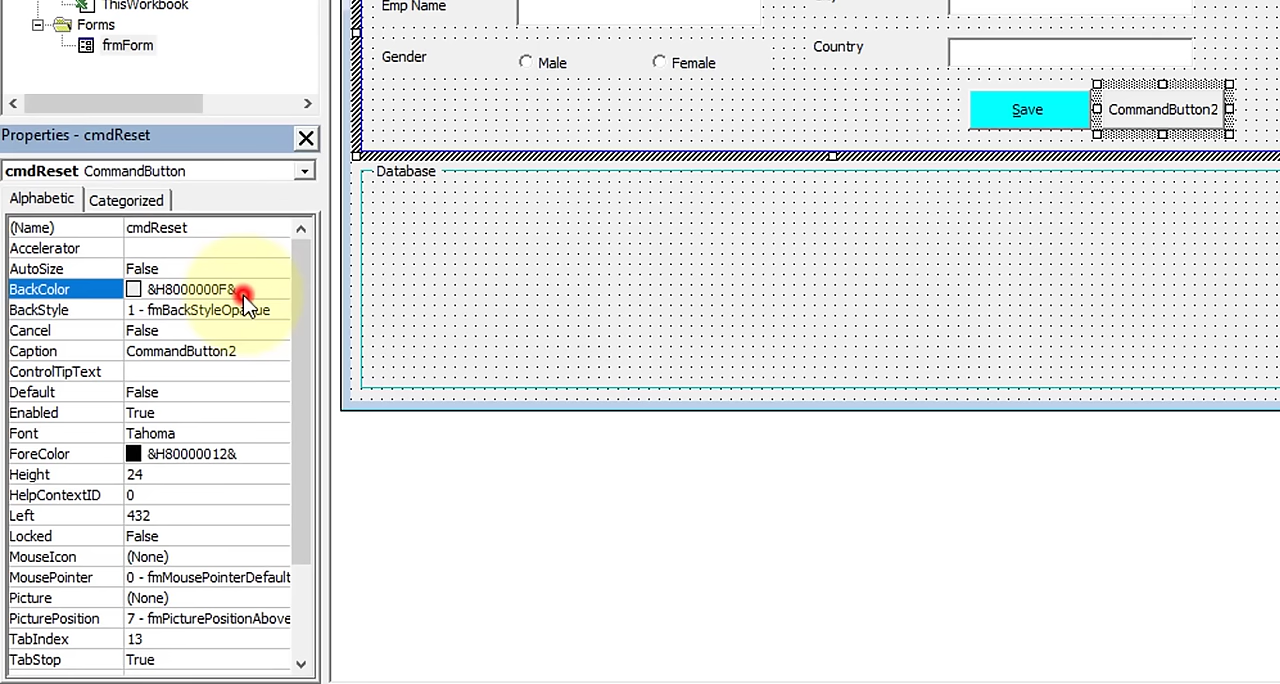 ThisWorkbook
Forms
frmForm
Properties - cmdReset
cmdReset CommandButton
Alphabetic Categorized
(Name) cmdReset
Accelerator
AutoSize False
BackColor &H8000000F&
BackStyle 1 - fmBackStyleOpaque
Cancel False
Caption CommandButton2
ControlTipText
Default False
Enabled True
Font Tahoma
ForeColor &H80000012&
Height 24
HelpContextID 0
Left 432
Locked False
MouseIcon (None)
MousePointer 0 - fmMousePointerDefault
Picture (None)
PicturePosition 7 - fmPicturePositionAbove
TabIndex 13
TabStop True
Emp Name
Gender Male Female
Country
Save CommandButton2
Database